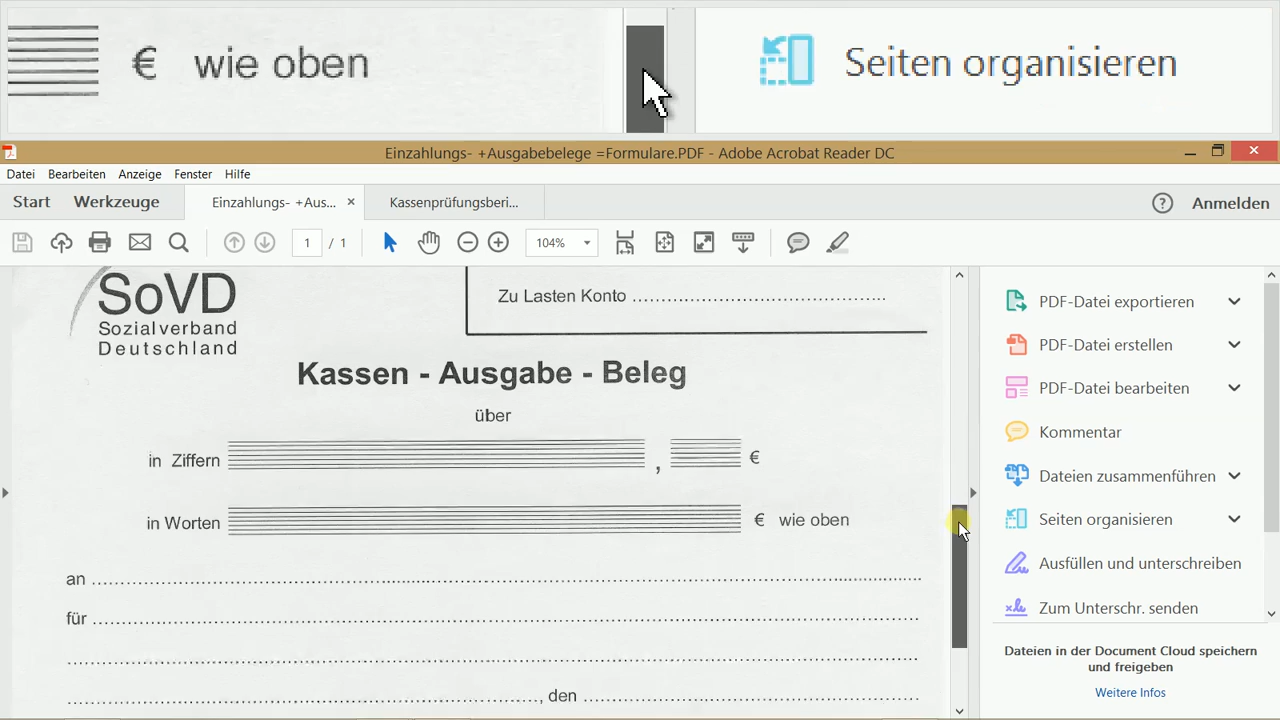 € wie oben
Seiten organisieren
Einzahlungs- +Ausgabebelege =Formulare.PDF - Adobe Acrobat Reader DC
Datei Bearbeiten Anzeige Fenster Hilfe
Start Werkzeuge Einzahlungs- +Aus... × Kassenprüfungsberi... ? Anmelden
1 / 1 104%
SoVD
Sozialverband
Deutschland
Zu Lasten Konto ..................................................
Kassen - Ausgabe - Beleg
über
in Ziffern , €
in Worten € wie oben
an ..................................................
für ..................................................
..................................................
.................................................., den ..................................................
PDF-Datei exportieren
PDF-Datei erstellen
PDF-Datei bearbeiten
Kommentar
Dateien zusammenführen
Seiten organisieren
Ausfüllen und unterschreiben
Zum Unterschr. senden
Dateien in der Document Cloud speichern
und freigeben
Weitere Infos